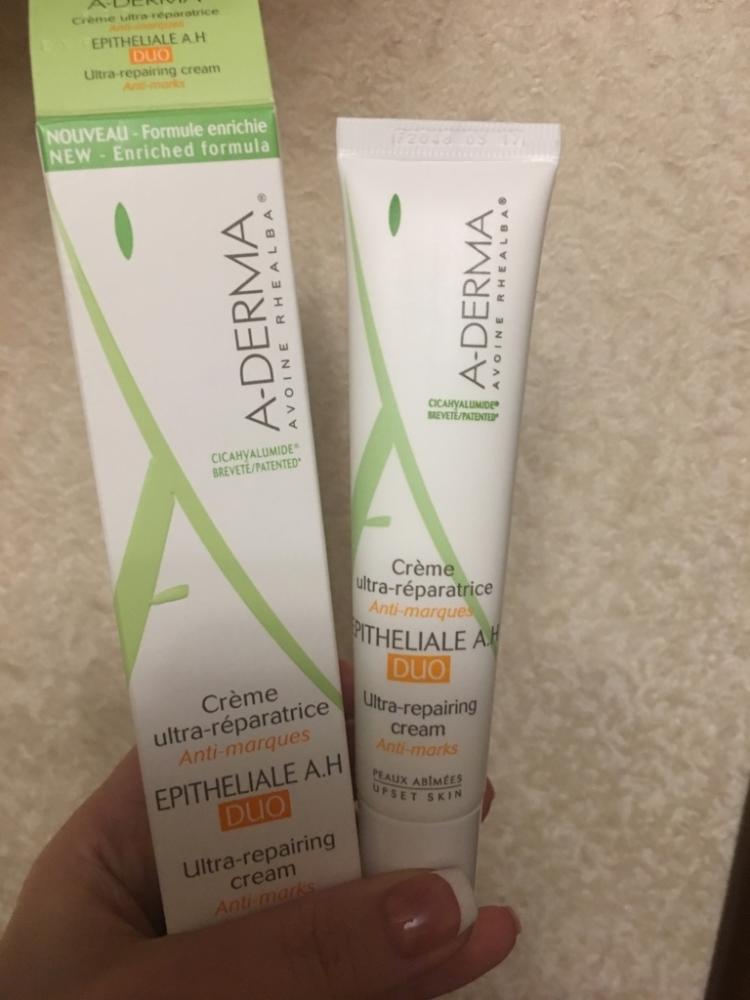 A-DERMA
Crème ultra-réparatrice
Anti-marques
EPITHELIALE A.H
DUO
Ultra-repairing cream
Anti-marks
NOUVEAU - Formule enrichie
NEW - Enriched formula
A-DERMA
AVOINE RHEALBA®
CICAHYALUMIDE®
BREVETÉ/PATENTED*
Crème
ultra-réparatrice
Anti-marques
EPITHELIALE A.H
DUO
Ultra-repairing
cream
Anti-marks
A-DERMA®
AVOINE RHEALBA®
CICAHYALUMIDE®
BREVETÉ/PATENTED*
Crème
ultra-réparatrice
Anti-marques
EPITHELIALE A.H
DUO
Ultra-repairing
cream
Anti-marks
PEAUX ABÎMÉES
UPSET SKIN